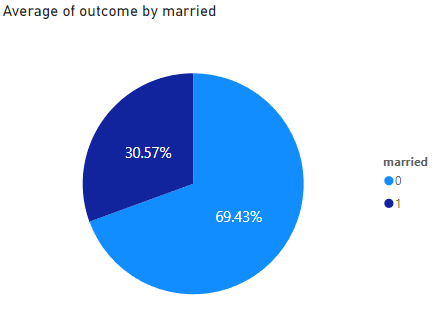 Average of outcome by married
30.57%
69.43%
married
0
1